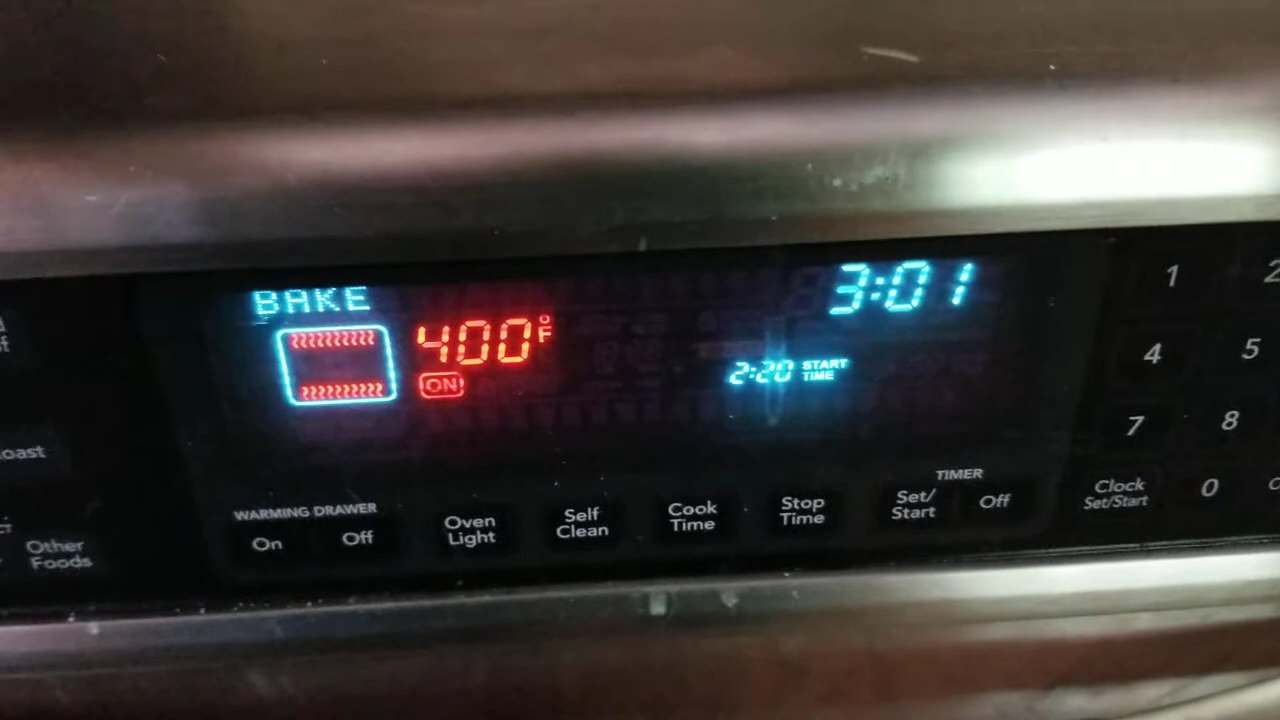 BAKE
3:01
400°F
ON
2:20 START TIME
TIMER
WARMING DRAWER
On
Off
Oven Light
Self Clean
Cook Time
Stop Time
Set/Start
Off
Clock Set/Start
1
2
4
5
7
8
0
Other Foods